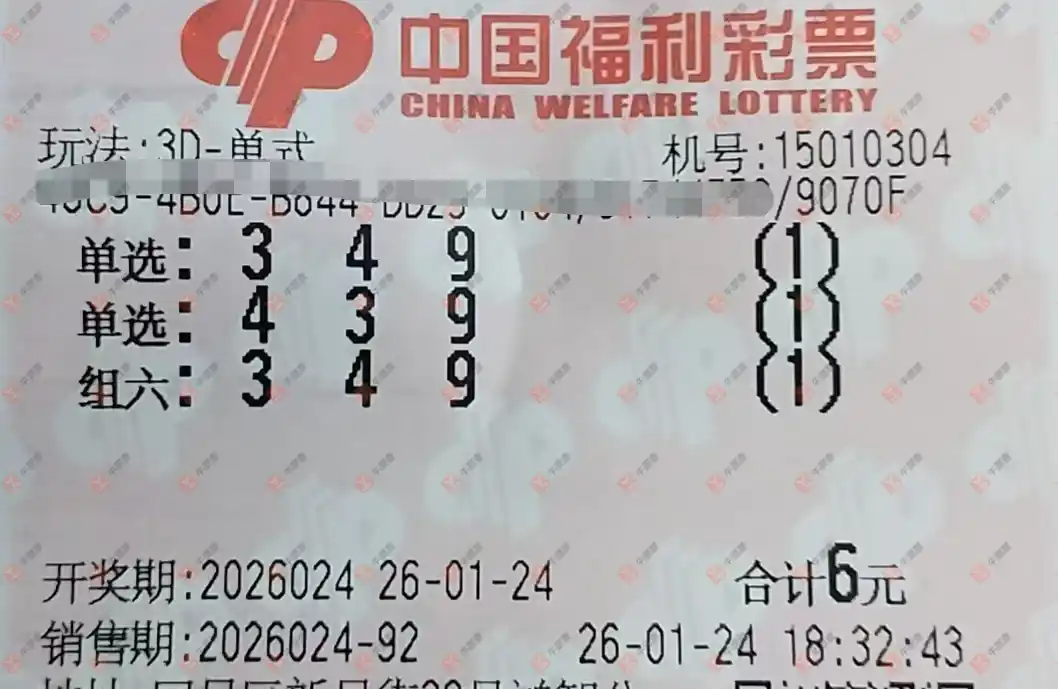 中国福利彩票
CHINA WELFARE LOTTERY
玩法:3D-单式 机号:15010304
/9070F
单选: 3 4 9 (1)
单选: 4 3 9 (1)
组六: 3 4 9 (1)
开奖期:2026024 26-01-24 合计6元
销售期:2026024-92 26-01-24 18:32:43